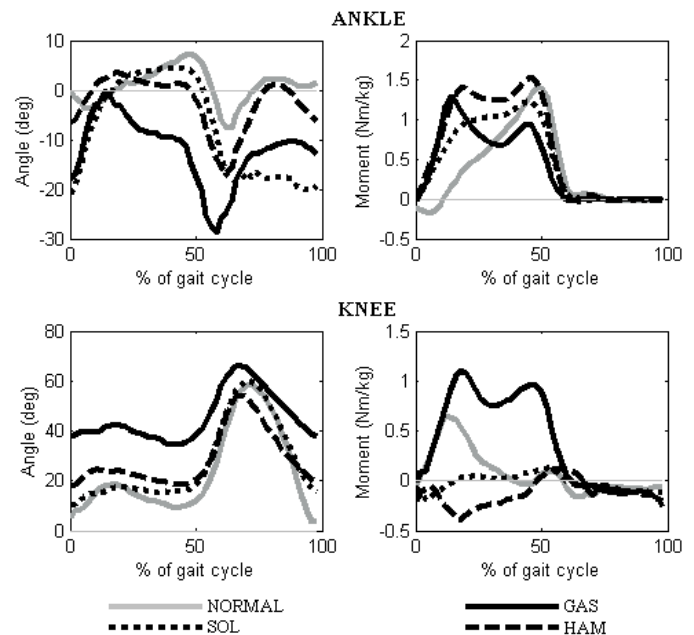 ANKLE
10
0
-10
-20
-30
Angle (deg)
0
50
100
% of gait cycle
2
1.5
1
0.5
0
-0.5
Moment (Nm/kg)
0
50
100
% of gait cycle
KNEE
80
60
40
20
0
Angle (deg)
0
50
100
% of gait cycle
1.5
1
0.5
0
-0.5
Moment (Nm/kg)
0
50
100
% of gait cycle
NORMAL
GAS
SOL
HAM